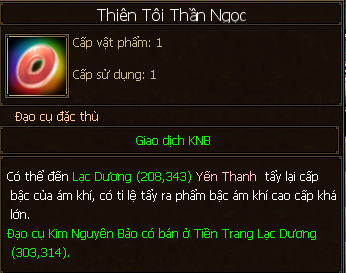 Thiên Tôi Thần Ngọc
Cấp vật phẩm: 1
Cấp sử dụng: 1
Đạo cụ đặc thù
Giao dịch KNB
Có thể đến Lạc Dương (208,343) Yến Thanh tẩy lại cấp
bậc của ám khí, có tỉ lệ tẩy ra phẩm bậc ám khí cao cấp khá
lớn.
Đạo cụ Kim Nguyên Bảo có bán ở Tiền Trang Lạc Dương
(303,314).